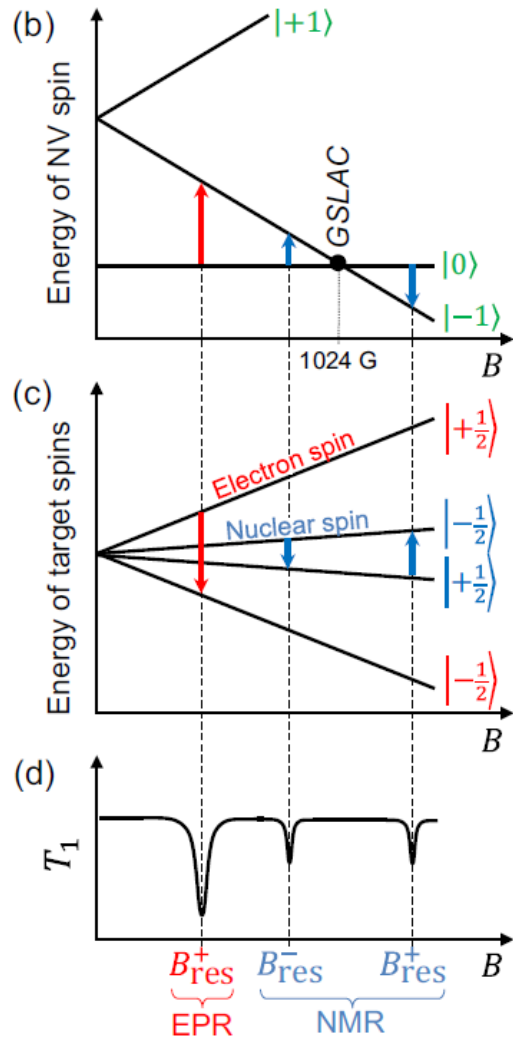 (b)
|+1⟩
Energy of NV spin
GSLAC
|0⟩
|−1⟩
1024 G
B
(c)
Energy of target spins
Electron spin
|+1/2⟩
Nuclear spin
|−1/2⟩
|+1/2⟩
|−1/2⟩
B
(d)
T₁
B⁺res
B⁻res
B⁺res
B
EPR
NMR